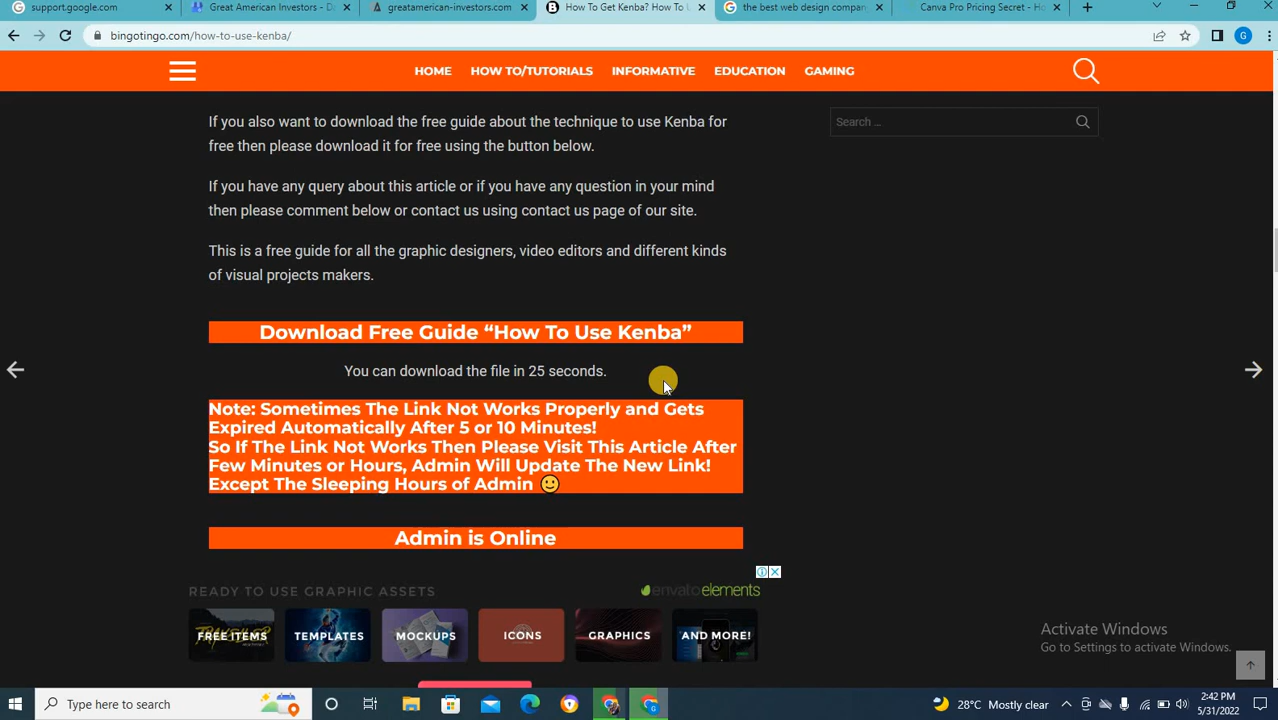 support.google.com
Great American Investors - D
greatamerican-investors.com
How To Get Kenba? How To U
the best web design company
Canva Pro Pricing Secret - Ho
bingotingo.com/how-to-use-kenba/
G
HOME HOW TO/TUTORIALS INFORMATIVE EDUCATION GAMING
If you also want to download the free guide about the technique to use Kenba for
free then please download it for free using the button below.
Search …
If you have any query about this article or if you have any question in your mind
then please comment below or contact us using contact us page of our site.
This is a free guide for all the graphic designers, video editors and different kinds
of visual projects makers.
Download Free Guide “How To Use Kenba”
You can download the file in 25 seconds.
Note: Sometimes The Link Not Works Properly and Gets
Expired Automatically After 5 or 10 Minutes!
So If The Link Not Works Then Please Visit This Article After
Few Minutes or Hours, Admin Will Update The New Link!
Except The Sleeping Hours of Admin
Admin is Online
READY TO USE GRAPHIC ASSETS
envatoelements
FREE ITEMS
TEMPLATES
MOCKUPS
ICONS
GRAPHICS
AND MORE!
Activate Windows
Go to Settings to activate Windows.
Type here to search
28°C Mostly clear
2:42 PM
5/31/2022